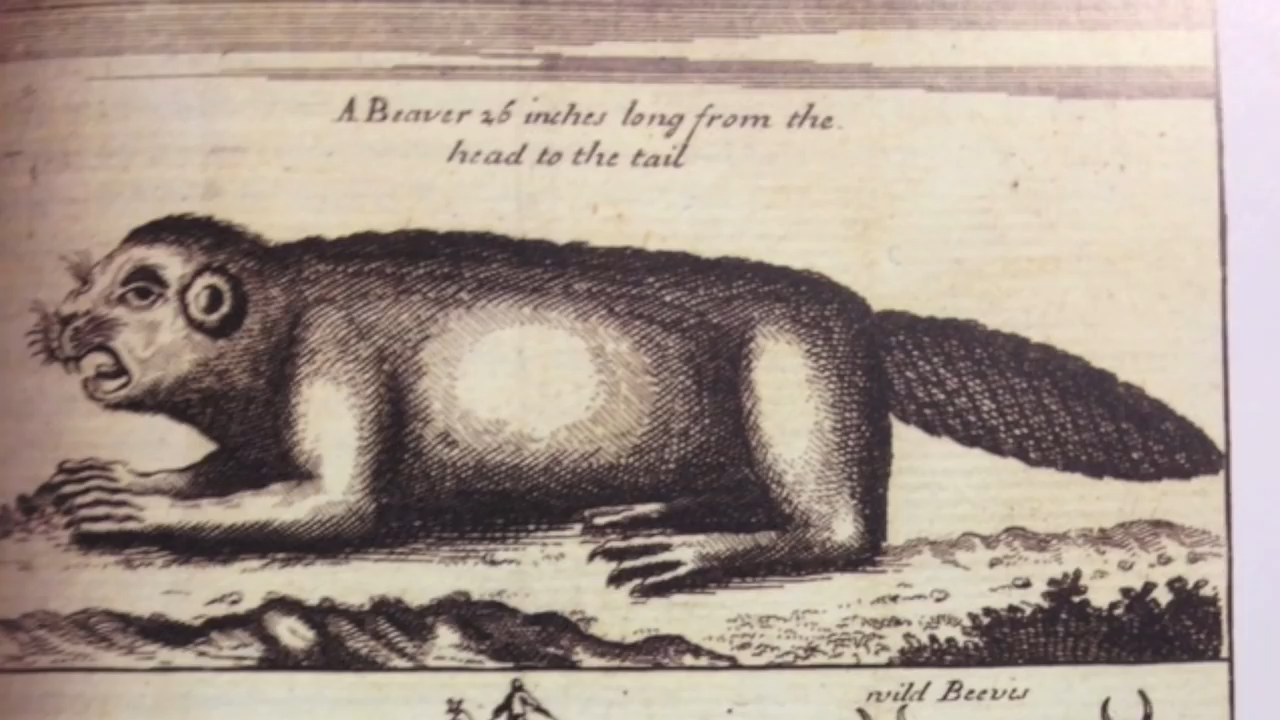 A Beaver 26 inches long from the.
head to the tail
wild Beeves